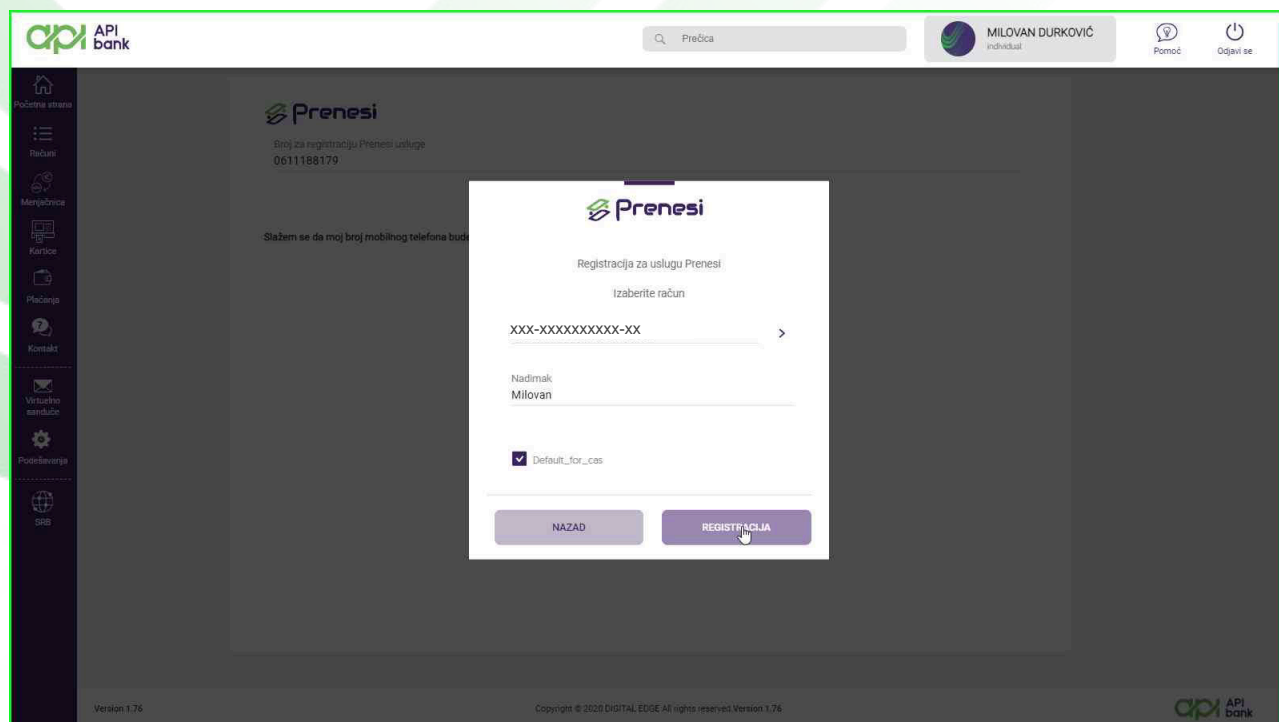 api API
bank
Prečica
MILOVAN DURKOVIĆ
individual
Pomoć
Odjavi se
Početna strana
Računi
Menjačnica
Kartice
Plaćanja
Kontakt
Virtuelno
sanduče
Podešavanja
SRB
Prenesi
Broj za registraciju Prenesi usluge
0611188179
Slažem se da moj broj mobilnog telefona bude
Prenesi
Registracija za uslugu Prenesi
Izaberite račun
XXX-XXXXXXXXXX-XX
Nadimak
Milovan
Default_for_cas
NAZAD
REGISTRACIJA
Version 1.76
Copyright © 2020 DIGITAL EDGE All rights reserved. Version 1.76
api API
bank